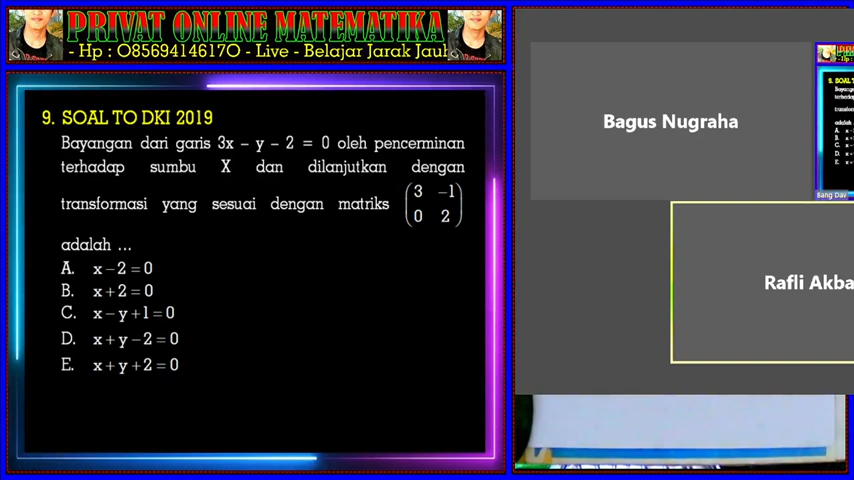 PRIVAT ONLINE MATEMATIKA
- Hp : 085694146170 - Live - Belajar Jarak Jauh
9. SOAL TO DKI 2019
Bayangan dari garis 3x – y – 2 = 0 oleh pencerminan
terhadap sumbu X dan dilanjutkan dengan
transformasi yang sesuai dengan matriks (3 –1
0 2)
adalah ...
A. x – 2 = 0
B. x + 2 = 0
C. x – y + 1 = 0
D. x + y – 2 = 0
E. x + y + 2 = 0
Bagus Nugraha
Bang Dav
Rafli Akba